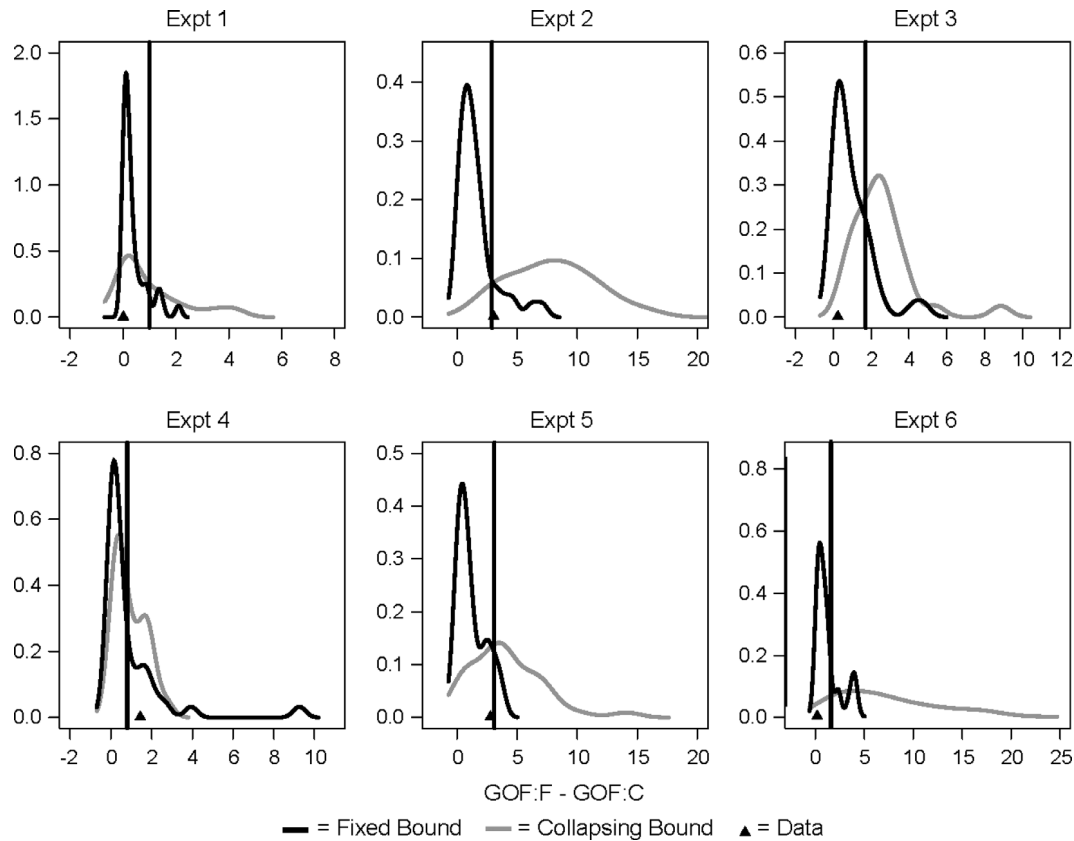 Expt 1
Expt 2
Expt 3
2.0
1.5
1.0
0.5
0.0
-2 0 2 4 6 8
0.4
0.3
0.2
0.1
0.0
0 5 10 15 20
0.6
0.5
0.4
0.3
0.2
0.1
0.0
-2 0 2 4 6 8 10 12
Expt 4
Expt 5
Expt 6
0.8
0.6
0.4
0.2
0.0
-2 0 2 4 6 8 10
0.5
0.4
0.3
0.2
0.1
0.0
0 5 10 15 20
0.8
0.6
0.4
0.2
0.0
0 5 10 15 20 25
GOF:F - GOF:C
= Fixed Bound = Collapsing Bound = Data